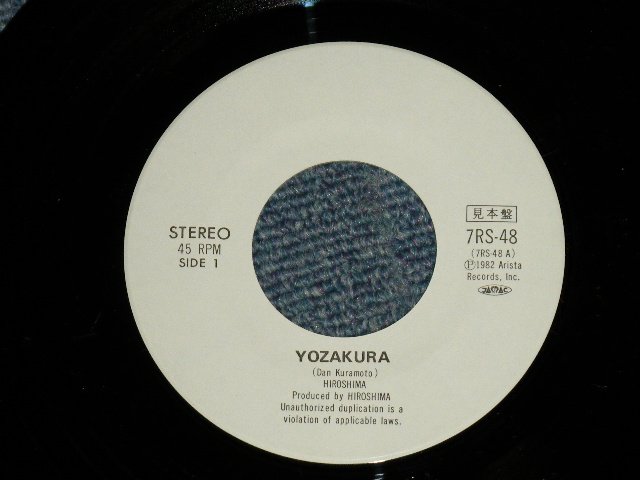 STEREO
45 RPM
SIDE 1
見本盤
7RS-48
(7RS-48 A)
Ⓟ1982 Arista
Records, Inc.
JASRAC
YOZAKURA
(Dan Kuramoto)
HIROSHIMA
Produced by HIROSHIMA
Unauthorized duplication is a
violation of applicable laws.